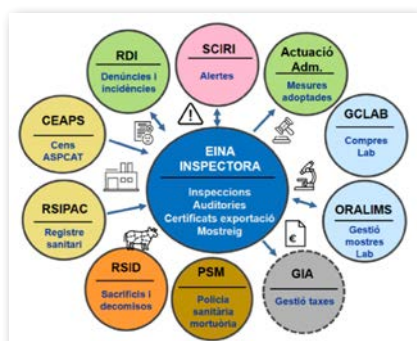 RDI
Denúncies i
incidències
SCIRI
Alertes
Actuació
Adm.
Mesures
adoptades
CEAPS
Cens
ASPCAT
GCLAB
Compres
Lab
EINA
INSPECTORA
Inspeccions
Auditories
Certificats exportació
Mostreig
RSIPAC
Registre
sanitari
ORALIMS
Gestió
mostres
Lab
RSID
Sacrificis i
decomisos
PSM
Policia
sanitària
mortuòria
GIA
Gestió taxes
€